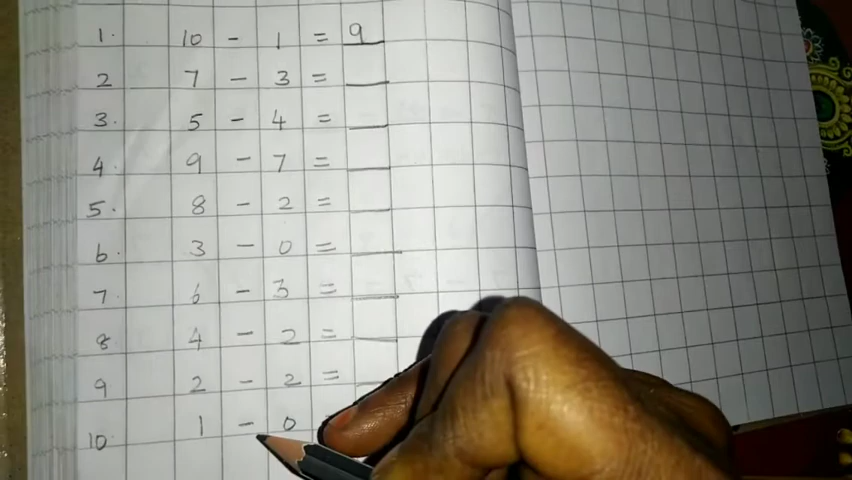 1. 10 - 1 = 9
2 7 - 3 =
3. 5 - 4 =
4. 9 - 7 =
5. 8 - 2 =
6 3 - 0 =
7 6 - 3 =
8 4 - 2 =
9 2 - 2 =
10. 1 - 0